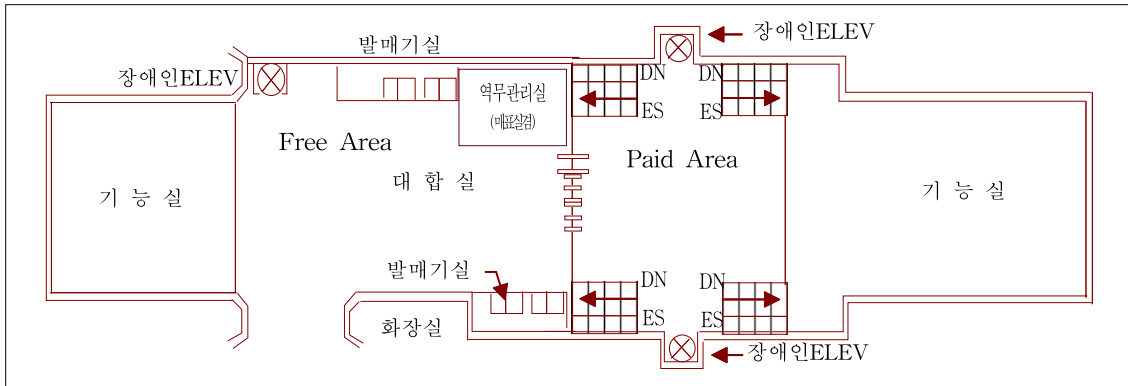 장애인ELEV
발매기실
장애인ELEV
DN
DN
역무관리실
(매표실겸)
ES
ES
Free Area
Paid Area
대 합 실
기 능 실
기 능 실
발매기실
DN
DN
화장실
ES
ES
장애인ELEV